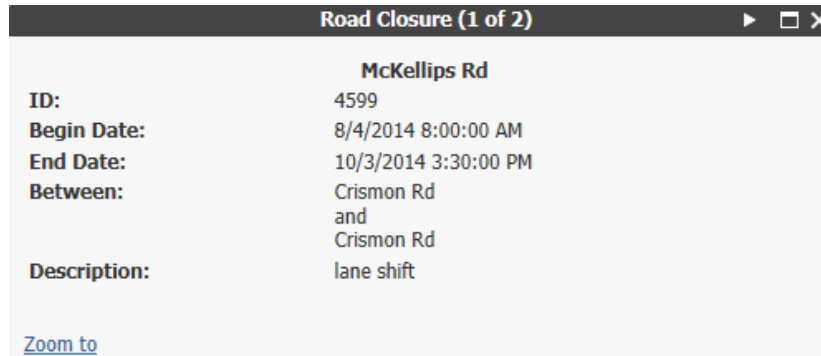 Road Closure (1 of 2)
McKellips Rd
ID: 4599
Begin Date: 8/4/2014 8:00:00 AM
End Date: 10/3/2014 3:30:00 PM
Between: Crismon Rd
and
Crismon Rd
Description: lane shift
Zoom to